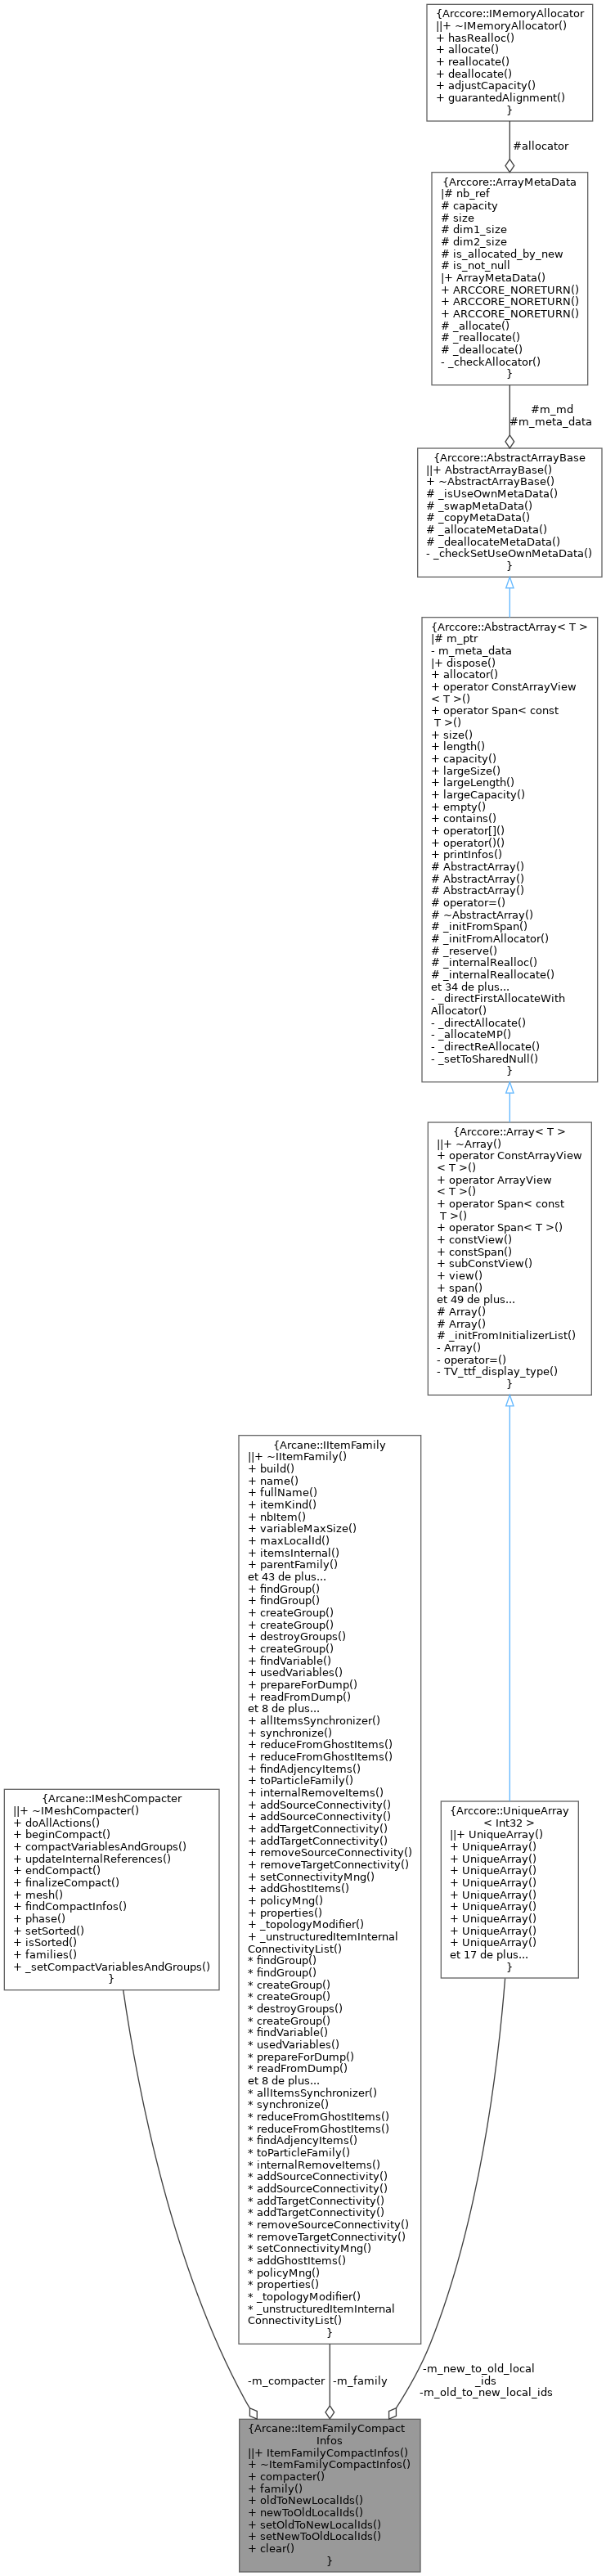 {Arccore::IMemoryAllocator
||+ ~IMemoryAllocator()
+ hasRealloc()
+ allocate()
+ reallocate()
+ deallocate()
+ adjustCapacity()
+ guarantedAlignment()
}
#allocator
{Arccore::ArrayMetaData
|# nb_ref
# capacity
# size
# dim1_size
# dim2_size
# is_allocated_by_new
# is_not_null
|+ ArrayMetaData()
+ ARCCORE_NORETURN()
+ ARCCORE_NORETURN()
+ ARCCORE_NORETURN()
# _allocate()
# _reallocate()
# _deallocate()
- _checkAllocator()
}
#m_md
#m_meta_data
{Arccore::AbstractArrayBase
||+ AbstractArrayBase()
+ ~AbstractArrayBase()
# _isUseOwnMetaData()
# _swapMetaData()
# _copyMetaData()
# _allocateMetaData()
# _deallocateMetaData()
- _checkSetUseOwnMetaData()
}
{Arccore::AbstractArray< T >
|# m_ptr
- m_meta_data
|+ dispose()
+ allocator()
+ operator ConstArrayView
< T >()
+ operator Span< const
 T >()
+ size()
+ length()
+ capacity()
+ largeSize()
+ largeLength()
+ largeCapacity()
+ empty()
+ contains()
+ operator[]()
+ operator()()
+ printInfos()
# AbstractArray()
# AbstractArray()
# AbstractArray()
# operator=()
# ~AbstractArray()
# _initFromSpan()
# _initFromAllocator()
# _reserve()
# _internalRealloc()
# _internalReallocate()
et 34 de plus...
- _directFirstAllocateWith
Allocator()
- _directAllocate()
- _allocateMP()
- _directReAllocate()
- _setToSharedNull()
}
{Arccore::Array< T >
||+ ~Array()
+ operator ConstArrayView
< T >()
+ operator ArrayView
< T >()
+ operator Span< const
 T >()
+ operator Span< T >()
+ constView()
+ constSpan()
+ subConstView()
+ view()
+ span()
et 49 de plus...
# Array()
# Array()
# _initFromInitializerList()
- Array()
- operator=()
- TV_ttf_display_type()
}
{Arcane::IItemFamily
||+ ~IItemFamily()
+ build()
+ name()
+ fullName()
+ itemKind()
+ nbItem()
+ variableMaxSize()
+ maxLocalId()
+ itemsInternal()
+ parentFamily()
et 43 de plus...
+ findGroup()
+ findGroup()
+ createGroup()
+ createGroup()
+ destroyGroups()
+ createGroup()
+ findVariable()
+ usedVariables()
+ prepareForDump()
+ readFromDump()
et 8 de plus...
+ allItemsSynchronizer()
+ synchronize()
+ reduceFromGhostItems()
+ reduceFromGhostItems()
+ findAdjencyItems()
+ toParticleFamily()
+ internalRemoveItems()
+ addSourceConnectivity()
+ addSourceConnectivity()
+ addTargetConnectivity()
+ addTargetConnectivity()
+ removeSourceConnectivity()
+ removeTargetConnectivity()
+ setConnectivityMng()
+ addGhostItems()
+ policyMng()
+ properties()
+ _topologyModifier()
+ _unstructuredItemInternal
ConnectivityList()
* findGroup()
* findGroup()
* createGroup()
* createGroup()
* destroyGroups()
* createGroup()
* findVariable()
* usedVariables()
* prepareForDump()
* readFromDump()
et 8 de plus...
* allItemsSynchronizer()
* synchronize()
* reduceFromGhostItems()
* reduceFromGhostItems()
* findAdjencyItems()
* toParticleFamily()
* internalRemoveItems()
* addSourceConnectivity()
* addSourceConnectivity()
* addTargetConnectivity()
* addTargetConnectivity()
* removeSourceConnectivity()
* removeTargetConnectivity()
* setConnectivityMng()
* addGhostItems()
* policyMng()
* properties()
* _topologyModifier()
* _unstructuredItemInternal
ConnectivityList()
}
{Arcane::IMeshCompacter
||+ ~IMeshCompacter()
+ doAllActions()
+ beginCompact()
+ compactVariablesAndGroups()
+ updateInternalReferences()
+ endCompact()
+ finalizeCompact()
+ mesh()
+ findCompactInfos()
+ phase()
+ setSorted()
+ isSorted()
+ families()
+ _setCompactVariablesAndGroups()
}
{Arccore::UniqueArray
< Int32 >
||+ UniqueArray()
+ UniqueArray()
+ UniqueArray()
+ UniqueArray()
+ UniqueArray()
+ UniqueArray()
+ UniqueArray()
+ UniqueArray()
+ UniqueArray()
+ UniqueArray()
et 17 de plus...
}
-m_compacter
-m_family
-m_new_to_old_local
_ids
-m_old_to_new_local_ids
{Arcane::ItemFamilyCompact
Infos
||+ ItemFamilyCompactInfos()
+ ~ItemFamilyCompactInfos()
+ compacter()
+ family()
+ oldToNewLocalIds()
+ newToOldLocalIds()
+ setOldToNewLocalIds()
+ setNewToOldLocalIds()
+ clear()
}